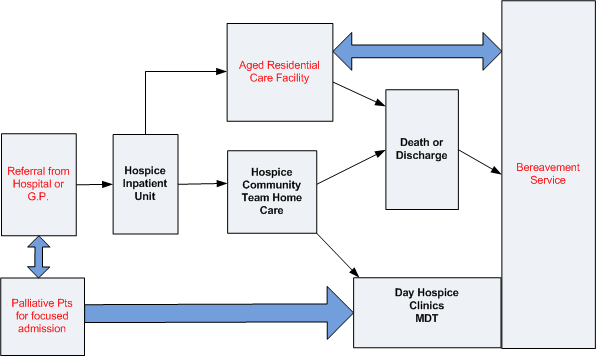 Aged Residential
Care Facility
Referral from
Hospital or
G.P.
Hospice
Inpatient
Unit
Hospice
Community
Team Home
Care
Death or
Discharge
Bereavement
Service
Palliative Pts
for focused
admission
Day Hospice
Clinics
MDT